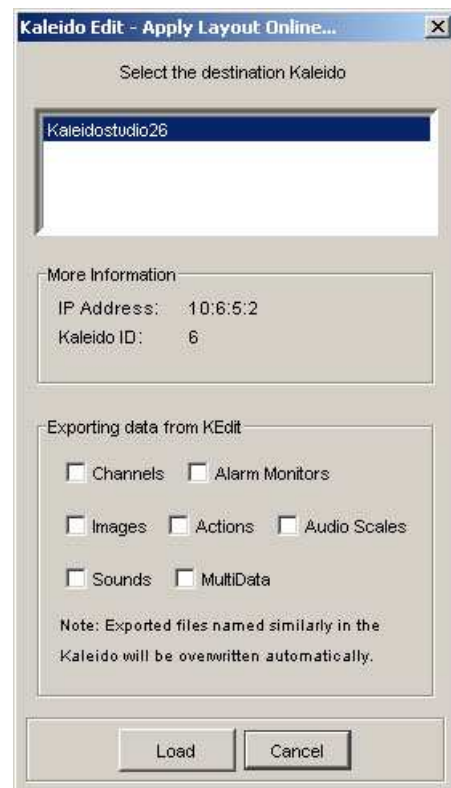 Kaleido Edit - Apply Layout Online...
Select the destination Kaleido
Kaleidostudio26
More Information
IP Address: 10:6:5:2
Kaleido ID: 6
Exporting data from KEdit
Channels Alarm Monitors
Images Actions Audio Scales
Sounds MultiData
Note: Exported files named similarly in the
Kaleido will be overwritten automatically.
Load Cancel